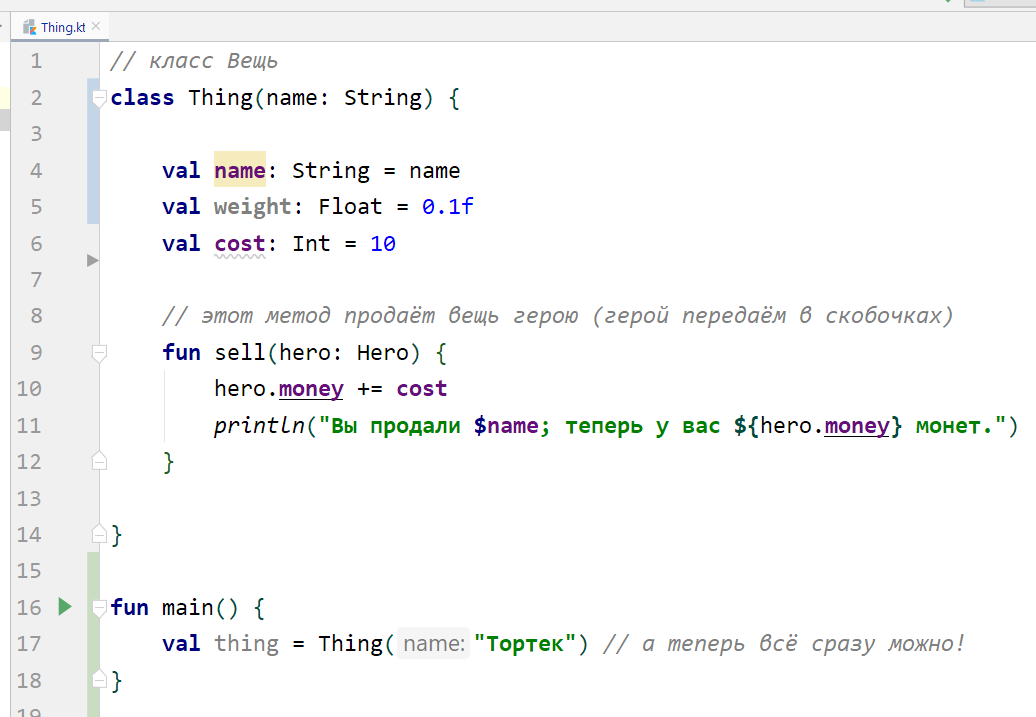 Thing.kt
1 // класс Вещь
2 class Thing(name: String) {
3
4 val name: String = name
5 val weight: Float = 0.1f
6 val cost: Int = 10
7
8 // этот метод продаёт вещь герою (герой передаём в скобочках)
9 fun sell(hero: Hero) {
10 hero.money += cost
11 println("Вы продали $name; теперь у вас ${hero.money} монет.")
12 }
13
14 }
15
16 fun main() {
17 val thing = Thing( name: "Тортек") // а теперь всё сразу можно!
18 }
19